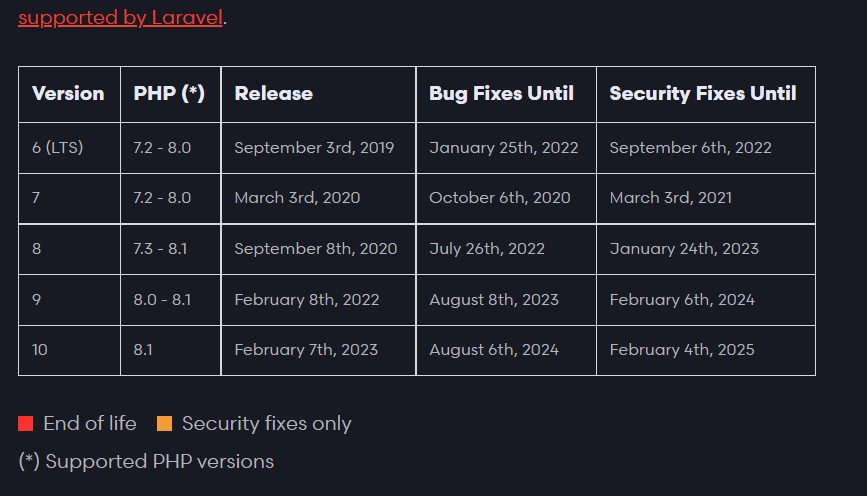 supported by Laravel.
Version PHP (*) Release Bug Fixes Until Security Fixes Until
6 (LTS) 7.2 - 8.0 September 3rd, 2019 January 25th, 2022 September 6th, 2022
7 7.2 - 8.0 March 3rd, 2020 October 6th, 2020 March 3rd, 2021
8 7.3 - 8.1 September 8th, 2020 July 26th, 2022 January 24th, 2023
9 8.0 - 8.1 February 8th, 2022 August 8th, 2023 February 6th, 2024
10 8.1 February 7th, 2023 August 6th, 2024 February 4th, 2025
End of life Security fixes only
(*) Supported PHP versions